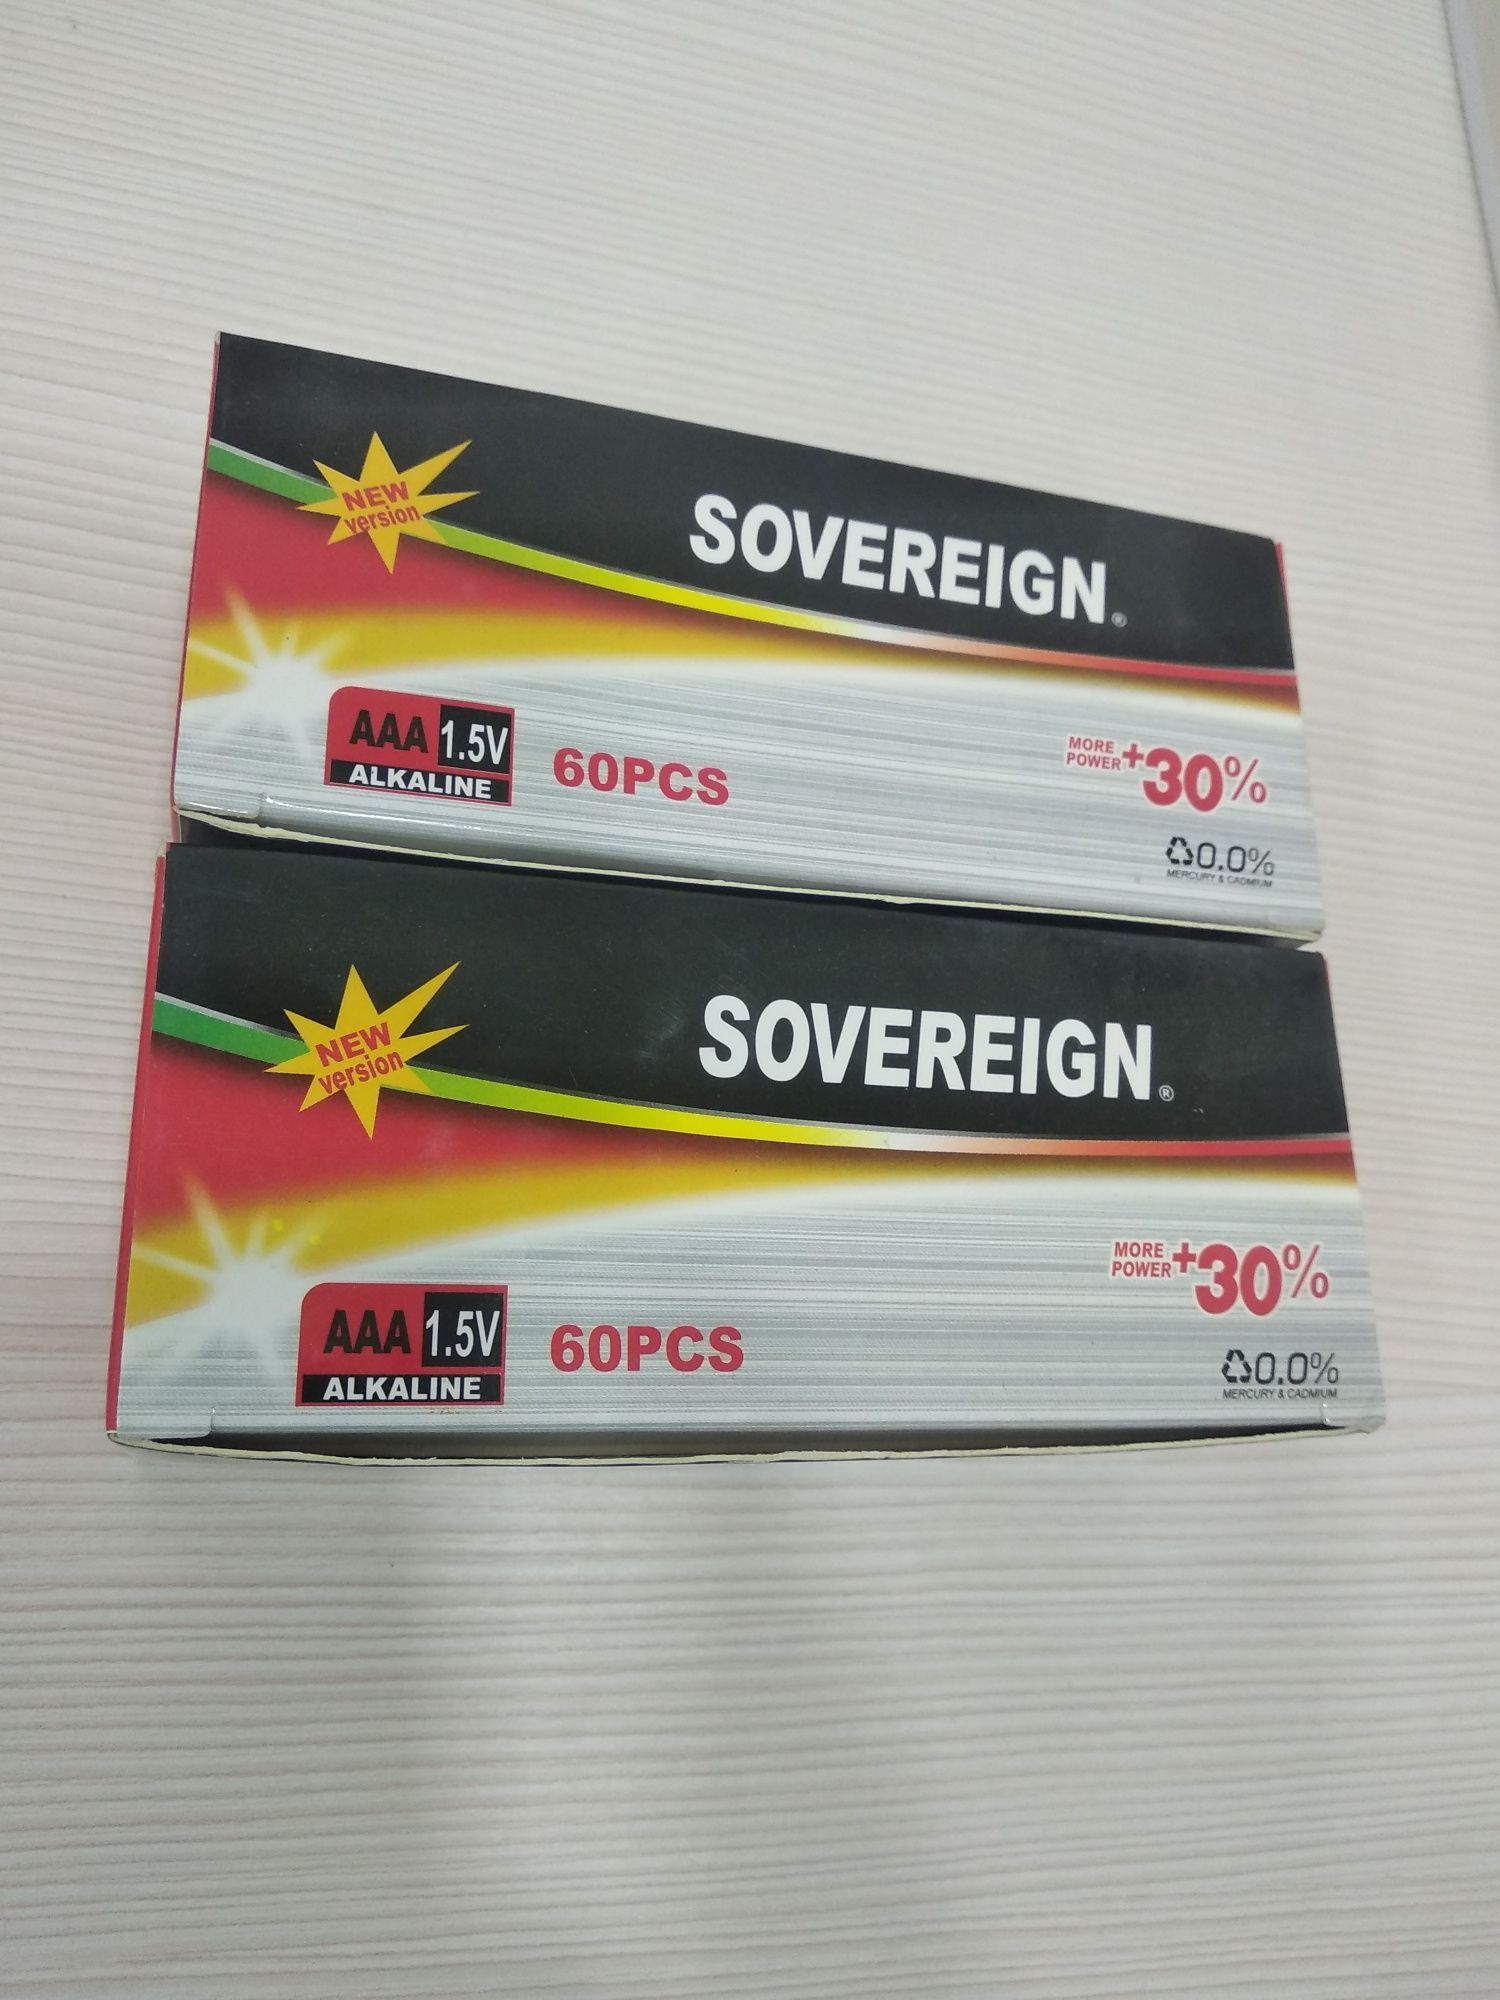 NEW
version
SOVEREIGN®
AAA 1.5V
ALKALINE
60PCS
MORE
POWER +30%
0.0%
MERCURY & CADMIUM
NEW
version
SOVEREIGN®
AAA 1.5V
ALKALINE
60PCS
MORE
POWER +30%
0.0%
MERCURY & CADMIUM